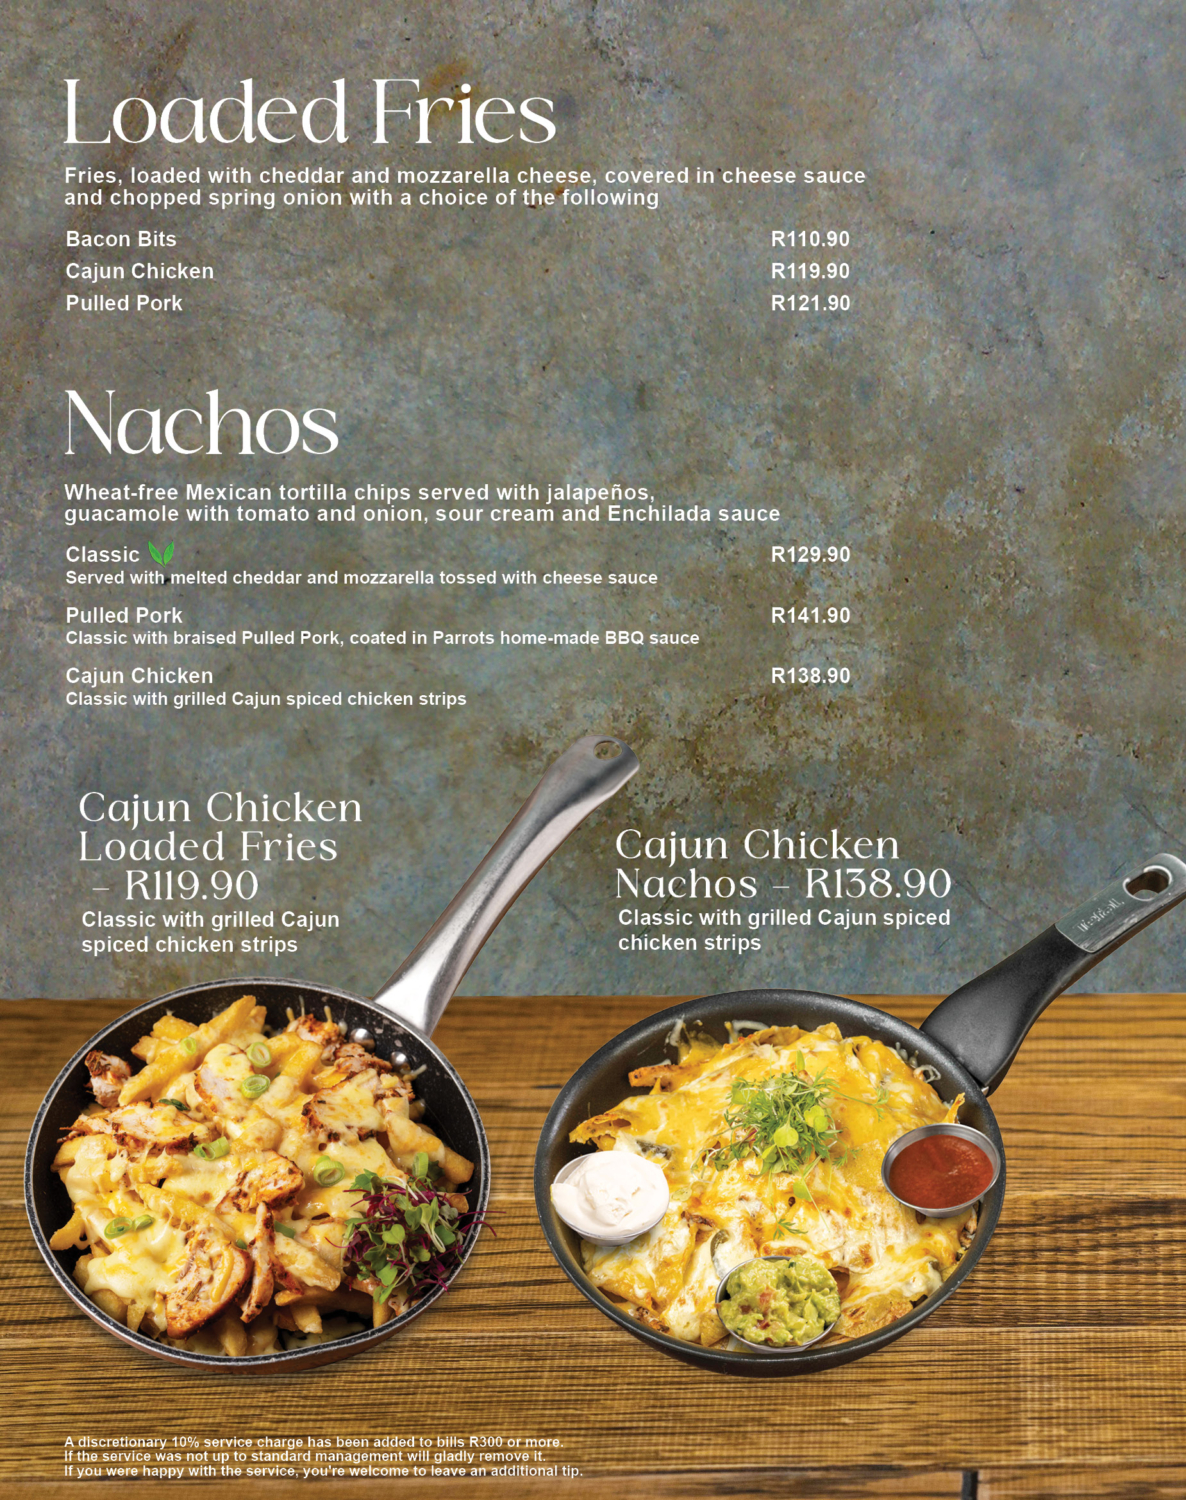 Loaded Fries
Fries, loaded with cheddar and mozzarella cheese, covered in cheese sauce
and chopped spring onion with a choice of the following
Bacon Bits R110.90
Cajun Chicken R119.90
Pulled Pork R121.90
Nachos
Wheat-free Mexican tortilla chips served with jalapeños,
guacamole with tomato and onion, sour cream and Enchilada sauce
Classic R129.90
Served with melted cheddar and mozzarella tossed with cheese sauce
Pulled Pork R141.90
Classic with braised Pulled Pork, coated in Parrots home-made BBQ sauce
Cajun Chicken R138.90
Classic with grilled Cajun spiced chicken strips
Cajun Chicken
Loaded Fries
– R119.90
Classic with grilled Cajun
spiced chicken strips
Cajun Chicken
Nachos – R138.90
Classic with grilled Cajun spiced
chicken strips
A discretionary 10% service charge has been added to bills R300 or more.
If the service was not up to standard management will gladly remove it.
If you were happy with the service, you're welcome to leave an additional tip.